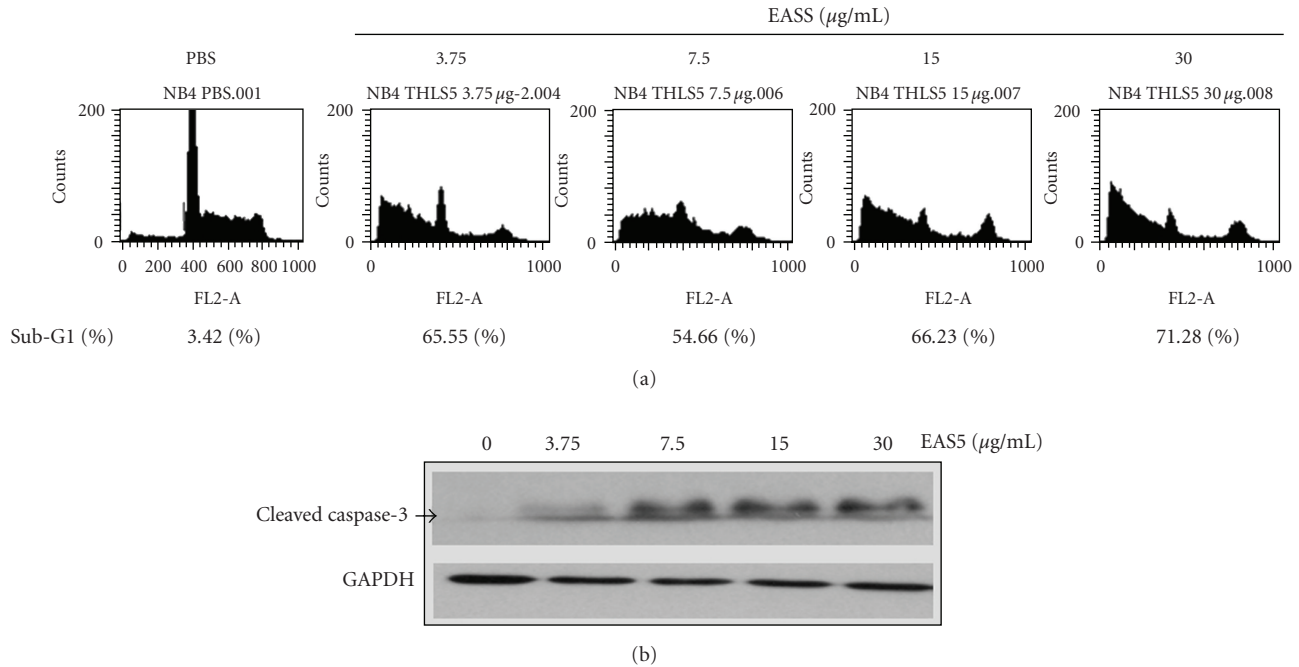 EASS (µg/mL)
PBS 3.75 7.5 15 30
NB4 PBS.001 NB4 THLS5 3.75 µg-2.004 NB4 THLS5 7.5 µg.006 NB4 THLS5 15 µg.007 NB4 THLS5 30 µg.008
200 200 200 200 200
Counts Counts Counts Counts Counts
0 0 0 0 0
0 200 400 600 800 1000 0 1000 0 1000 0 1000 0 1000
FL2-A FL2-A FL2-A FL2-A FL2-A
Sub-G1 (%) 3.42 (%) 65.55 (%) 54.66 (%) 66.23 (%) 71.28 (%)
(a)
0 3.75 7.5 15 30 EAS5 (µg/mL)
Cleaved caspase-3
GAPDH
(b)